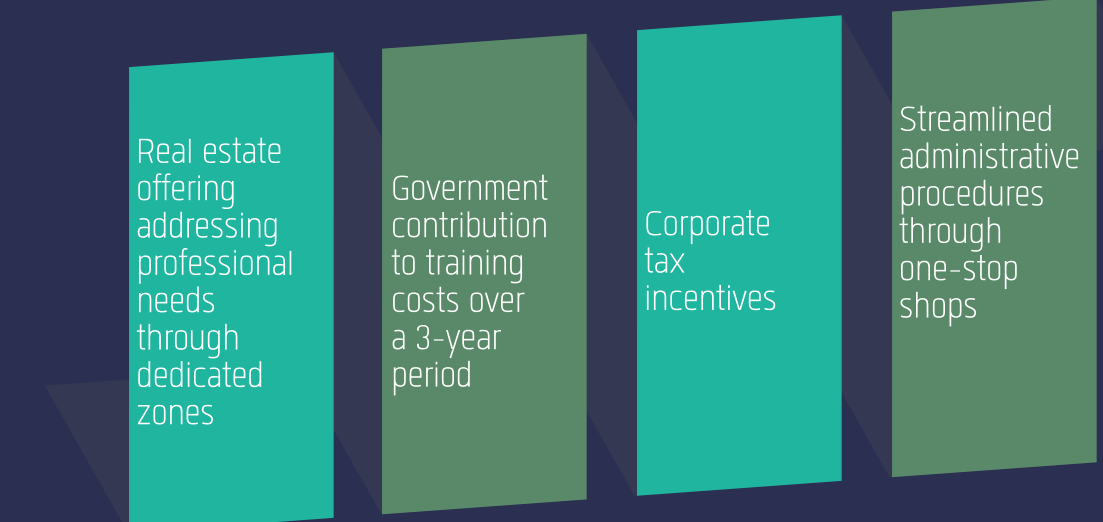 Real estate
offering
addressing
professional
needs
through
dedicated
zones
Government
contribution
to training
costs over
a 3-year
period
Corporate
tax
incentives
Streamlined
administrative
procedures
through
one-stop
shops